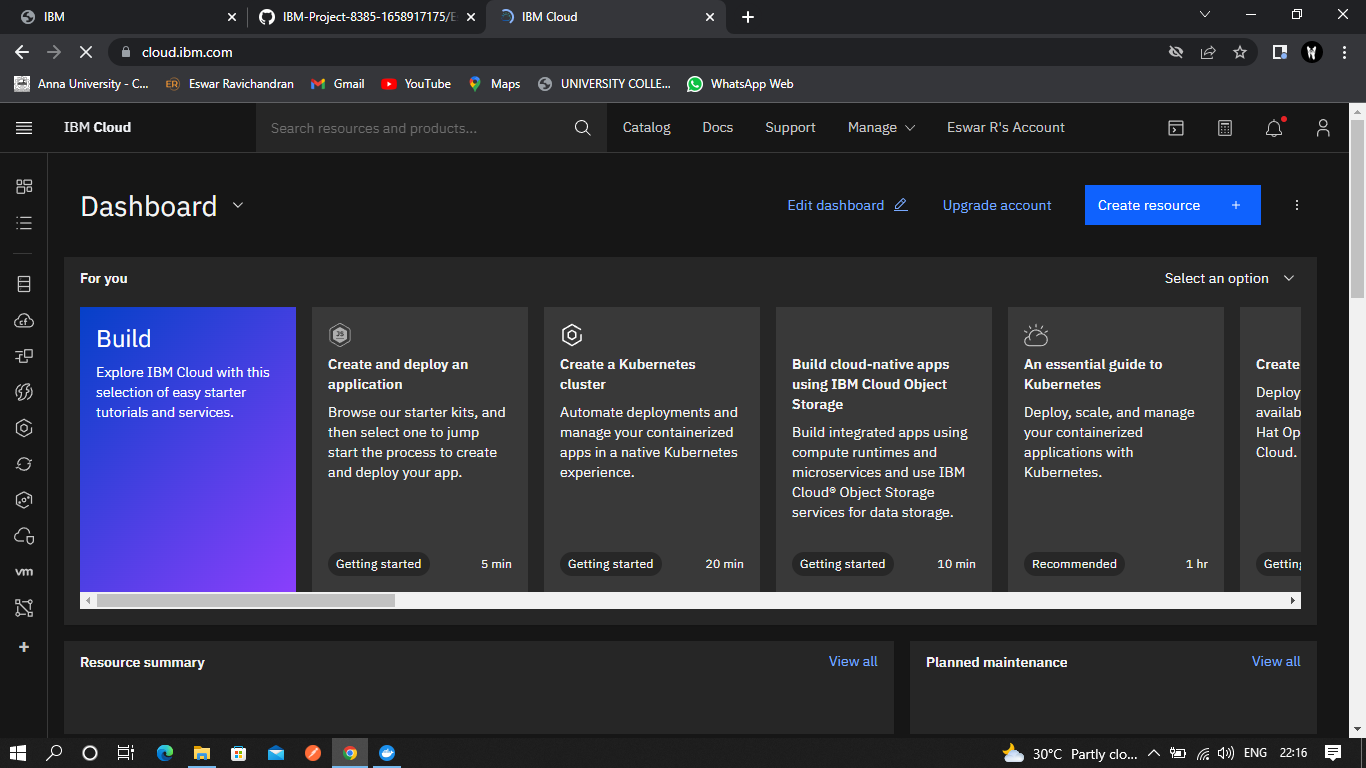 IBM
IBM-Project-8385-1658917175/E
IBM Cloud
cloud.ibm.com
Anna University - C...
ER
Eswar Ravichandran
Gmail
YouTube
Maps
UNIVERSITY COLLE...
WhatsApp Web
IBM Cloud
Search resources and products...
Catalog
Docs
Support
Manage
Eswar R's Account
Dashboard
Edit dashboard
Upgrade account
Create resource +
For you
Select an option
Build
Explore IBM Cloud with this
selection of easy starter
tutorials and services.
JS
Create and deploy an
application
Browse our starter kits, and
then select one to jump
start the process to create
and deploy your app.
Getting started
5 min
Create a Kubernetes
cluster
Automate deployments and
manage your containerized
apps in a native Kubernetes
experience.
Getting started
20 min
Build cloud-native apps
using IBM Cloud Object
Storage
Build integrated apps using
compute runtimes and
microservices and use IBM
Cloud® Object Storage
services for data storage.
Getting started
10 min
An essential guide to
Kubernetes
Deploy, scale, and manage
your containerized
applications with
Kubernetes.
Recommended
1 hr
Create
Deploy
availab
Hat Op
Cloud.
Getting
cf
vm
Resource summary
View all
Planned maintenance
View all
30°C Partly clo...
ENG
22:16